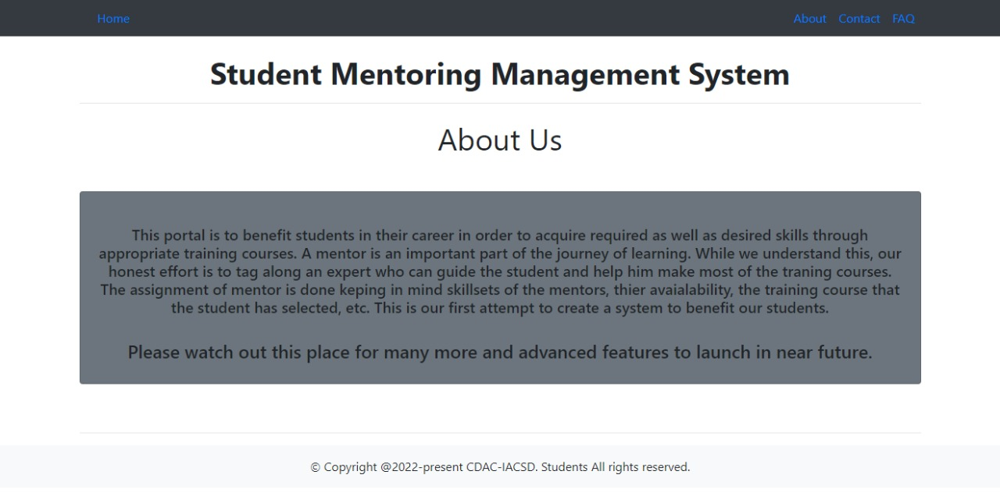 Home About Contact FAQ
Student Mentoring Management System
About Us
This portal is to benefit students in their career in order to acquire required as well as desired skills through
appropriate training courses. A mentor is an important part of the journey of learning. While we understand this, our
honest effort is to tag along an expert who can guide the student and help him make most of the traning courses.
The assignment of mentor is done keping in mind skillsets of the mentors, thier avaialability, the training course that
the student has selected, etc. This is our first attempt to create a system to benefit our students.
Please watch out this place for many more and advanced features to launch in near future.
© Copyright @2022-present CDAC-IACSD. Students All rights reserved.